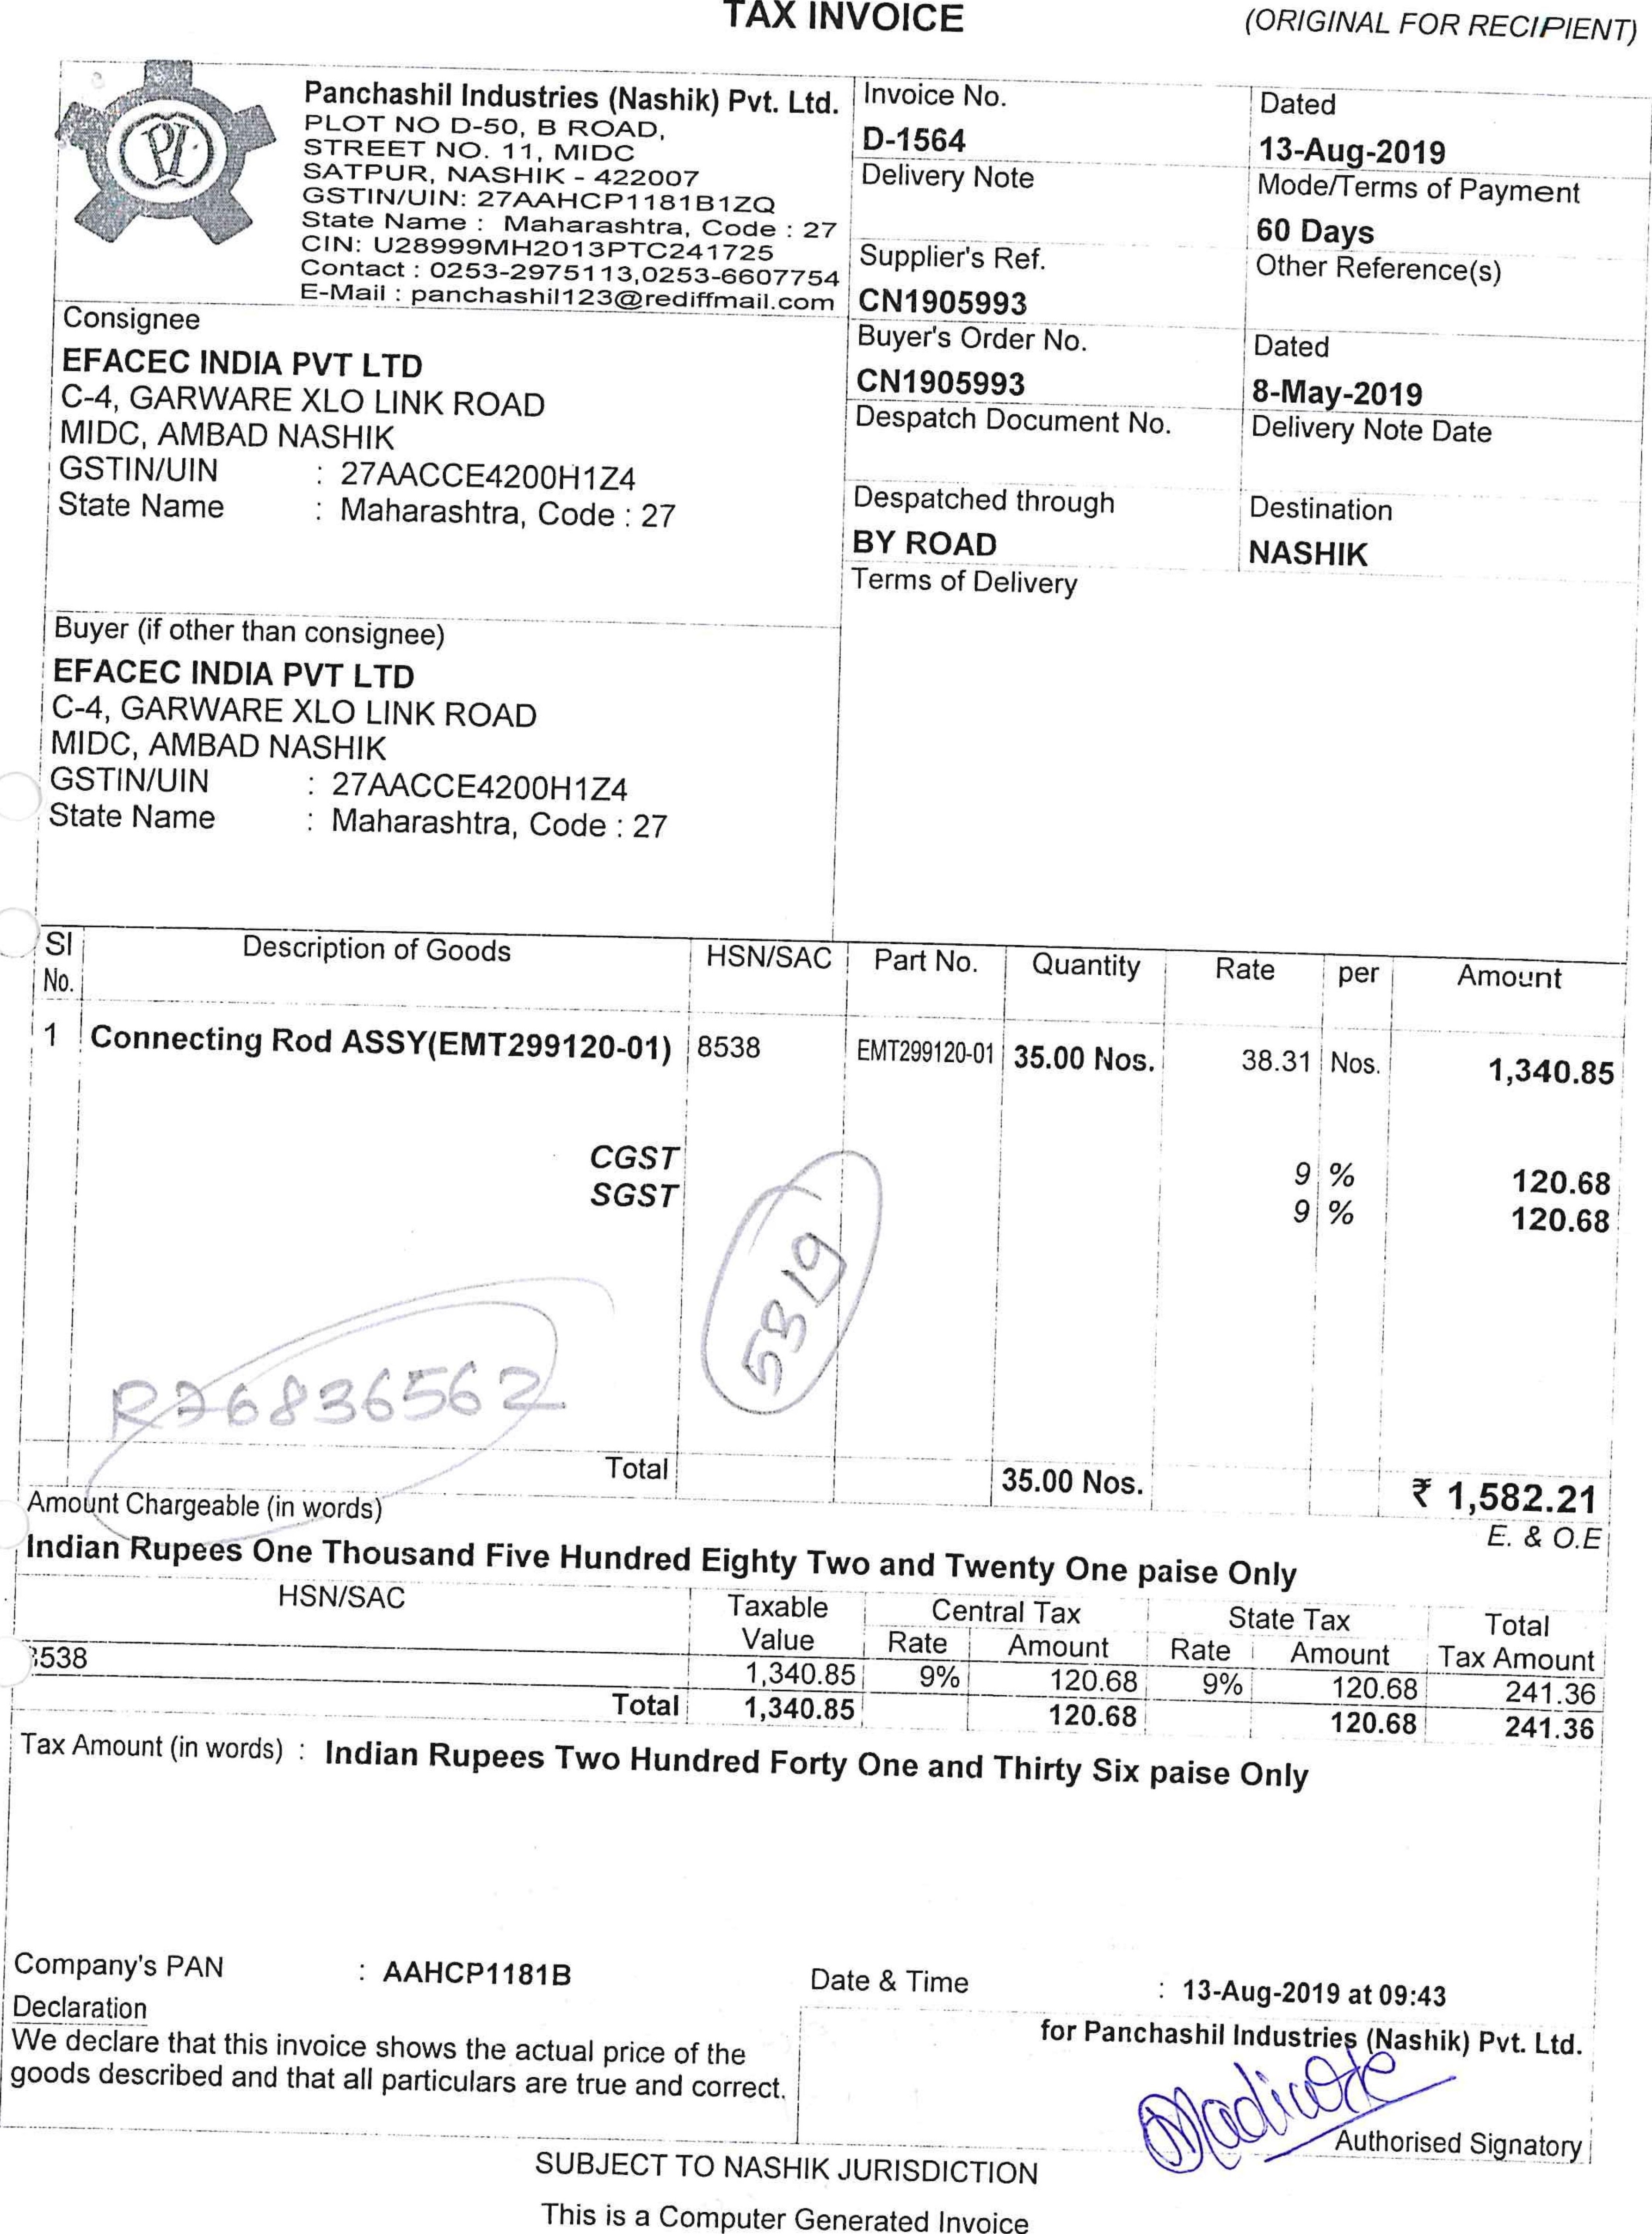 TAX INVOICE
(ORIGINAL FOR RECIPIENT)
Panchashil Industries (Nashik) Pvt. Ltd.
PLOT NO D-50, B ROAD,
STREET NO. 11, MIDC
SATPUR, NASHIK - 422007
GSTIN/UIN: 27AAHCP1181B1ZQ
State Name : Maharashtra, Code : 27
CIN: U28999MH2013PTC241725
Contact : 0253-2975113,0253-6607754
E-Mail : panchashil123@rediffmail.com
Invoice No.
D-1564
Dated
13-Aug-2019
Delivery Note
Mode/Terms of Payment
60 Days
Supplier's Ref.
CN1905993
Other Reference(s)
Buyer's Order No.
CN1905993
Dated
8-May-2019
Despatch Document No.
Delivery Note Date
Despatched through
BY ROAD
Destination
NASHIK
Terms of Delivery
Consignee
EFACEC INDIA PVT LTD
C-4, GARWARE XLO LINK ROAD
MIDC, AMBAD NASHIK
GSTIN/UIN : 27AACCE4200H1Z4
State Name : Maharashtra, Code : 27
Buyer (if other than consignee)
EFACEC INDIA PVT LTD
C-4, GARWARE XLO LINK ROAD
MIDC, AMBAD NASHIK
GSTIN/UIN : 27AACCE4200H1Z4
State Name : Maharashtra, Code : 27
Sl No. Description of Goods HSN/SAC Part No. Quantity Rate per Amount
1 Connecting Rod ASSY(EMT299120-01) 8538 EMT299120-01 35.00 Nos. 38.31 Nos. 1,340.85
CGST 9 % 120.68
SGST 9 % 120.68
5319
R26836562
Total 35.00 Nos. ₹ 1,582.21
Amount Chargeable (in words)
E. & O.E
Indian Rupees One Thousand Five Hundred Eighty Two and Twenty One paise Only
HSN/SAC Taxable Value Central Tax State Tax Total Tax Amount
Rate Amount Rate Amount
538 1,340.85 9% 120.68 9% 120.68 241.36
Total 1,340.85 120.68 120.68 241.36
Tax Amount (in words) : Indian Rupees Two Hundred Forty One and Thirty Six paise Only
Company's PAN : AAHCP1181B
Date & Time : 13-Aug-2019 at 09:43
Declaration
We declare that this invoice shows the actual price of the
goods described and that all particulars are true and correct.
for Panchashil Industries (Nashik) Pvt. Ltd.
Authorised Signatory
SUBJECT TO NASHIK JURISDICTION
This is a Computer Generated Invoice